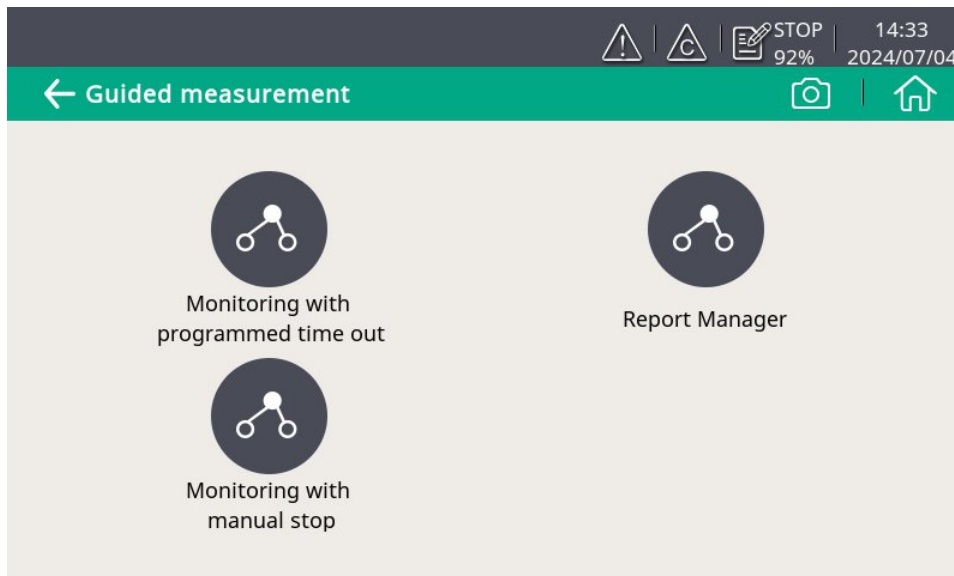 STOP 14:33
92% 2024/07/04
Guided measurement
Monitoring with
programmed time out
Report Manager
Monitoring with
manual stop